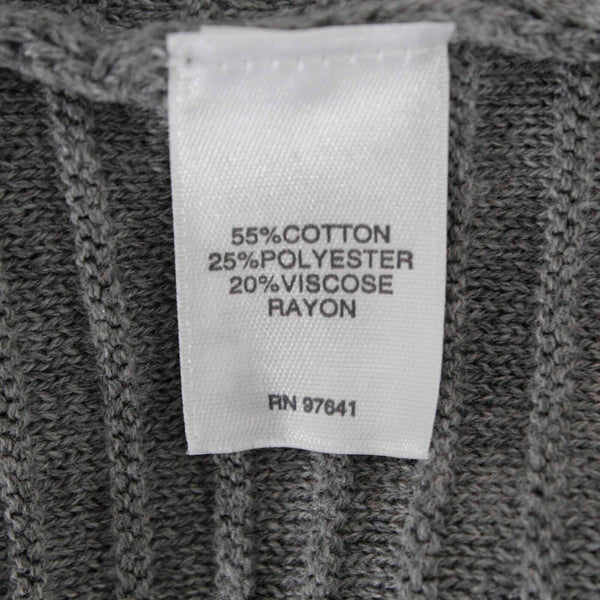 55%COTTON
25%POLYESTER
20%VISCOSE
RAYON
RN 97641